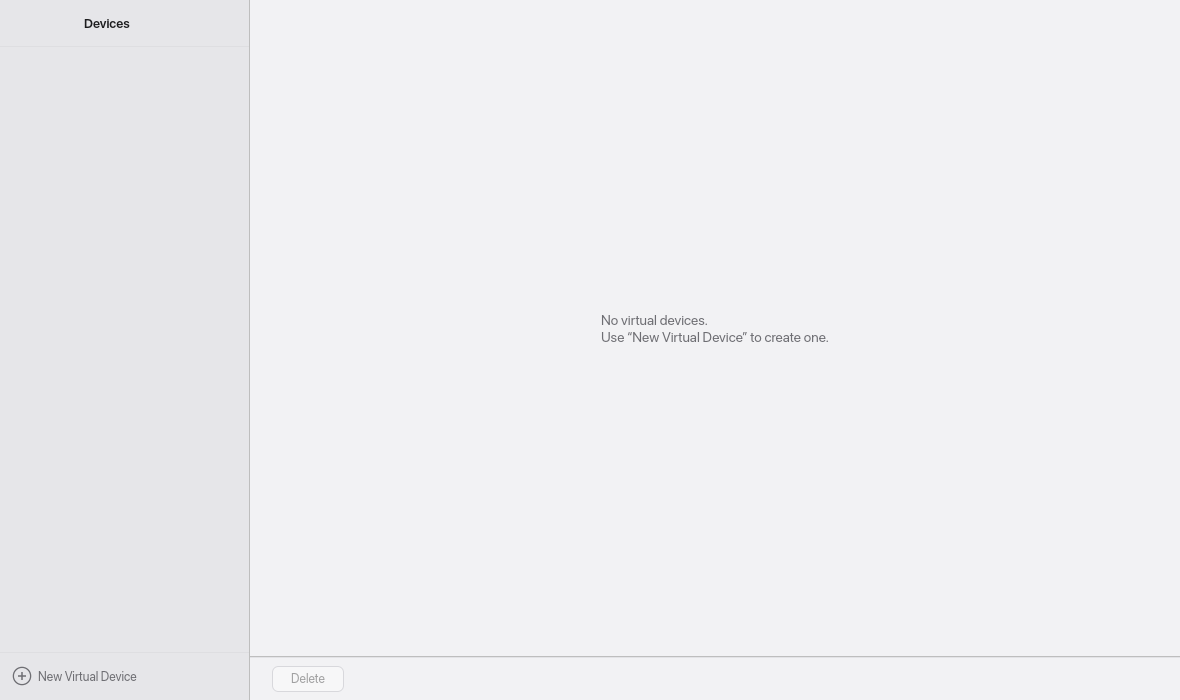 Devices
No virtual devices.
Use “New Virtual Device” to create one.
New Virtual Device
Delete